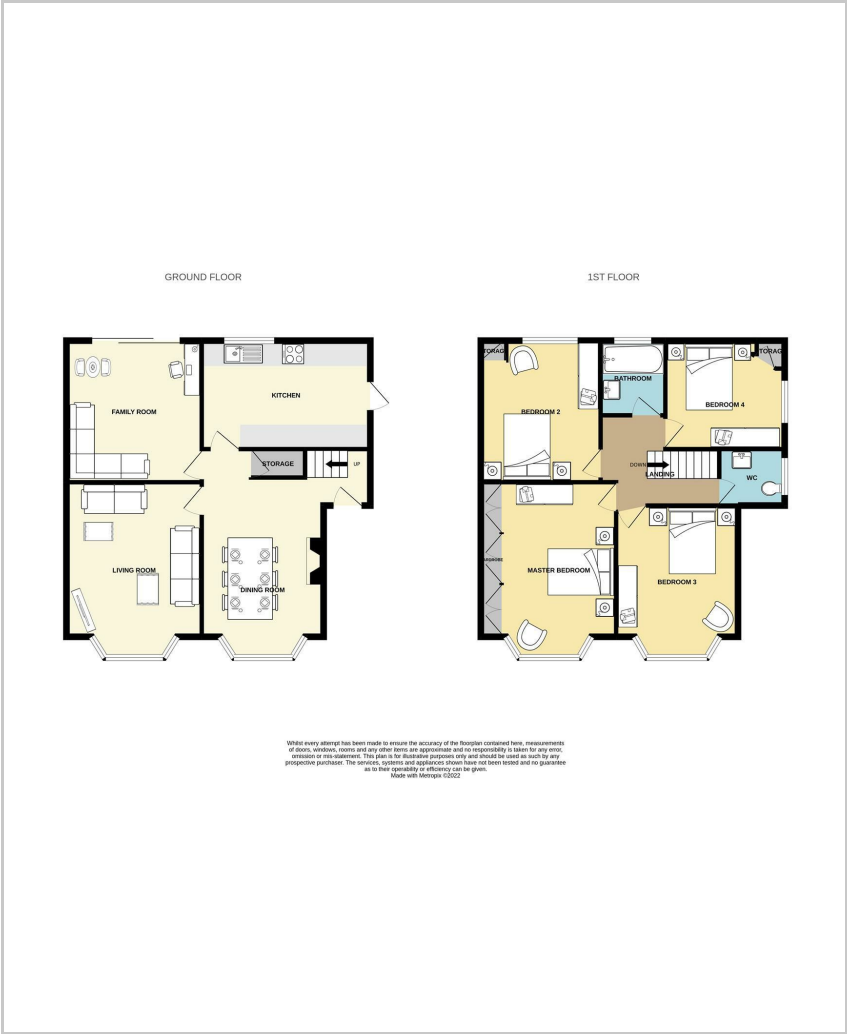 GROUND FLOOR
1ST FLOOR
FAMILY ROOM
KITCHEN
STORAGE
UP
LIVING ROOM
DINING ROOM
TORAG
BEDROOM 2
BATHROOM
TORAG
BEDROOM 4
DOWN
LANDING
WC
MASTER BEDROOM
BEDROOM 3
Whilst every attempt has been made to ensure the accuracy of the floorplan contained here, measurements
of doors, windows, rooms and any other items are approximate and no responsibility is taken for any error,
omission or mis-statement. This plan is for illustrative purposes only and should be used as such by any
prospective purchaser. The services, systems and appliances shown have not been tested and no guarantee
as to their operability or efficiency can be given.
Made with Metropix ©2022